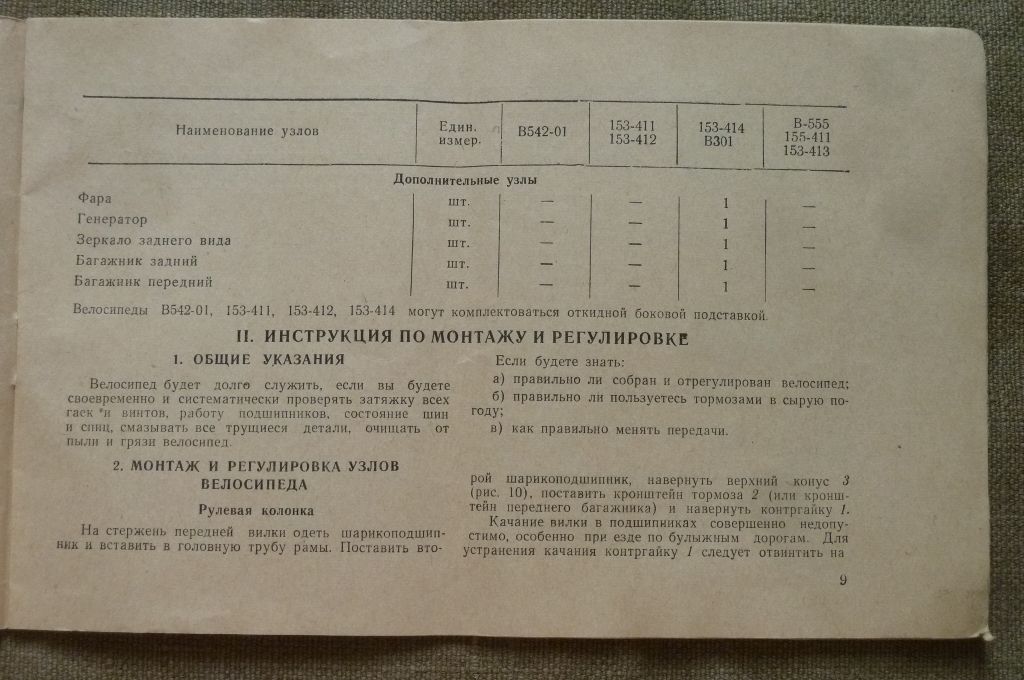 Наименование узлов Един. измер. В542-01 153-411 153-412 153-414 В301 В-555 155-411 153-413
Дополнительные узлы
Фара шт. — — 1 —
Генератор шт. — — 1 —
Зеркало заднего вида шт. — — 1 —
Багажник задний шт. — — 1 —
Багажник передний шт. — — 1 —
Велосипеды В542-01, 153-411, 153-412, 153-414 могут комплектоваться откидной боковой подставкой.
II. ИНСТРУКЦИЯ ПО МОНТАЖУ И РЕГУЛИРОВКЕ
1. ОБЩИЕ УКАЗАНИЯ
Велосипед будет долго служить, если вы будете
своевременно и систематически проверять затяжку всех
гаек и винтов, работу подшипников, состояние шин
и спиц, смазывать все трущиеся детали, очищать от
пыли и грязи велосипед.
Если будете знать:
а) правильно ли собран и отрегулирован велосипед;
б) правильно ли пользуетесь тормозами в сырую по-
году;
в) как правильно менять передачи.
2. МОНТАЖ И РЕГУЛИРОВКА УЗЛОВ
ВЕЛОСИПЕДА
Рулевая колонка
На стержень передней вилки одеть шарикоподшип-
ник и вставить в головную трубу рамы. Поставить вто-
рой шарикоподшипник, навернуть верхний конус 3
(рис. 10), поставить кронштейн тормоза 2 (или кронш-
тейн переднего багажника) и навернуть контргайку 1.
Качание вилки в подшипниках совершенно недопу-
стимо, особенно при езде по булыжным дорогам. Для
устранения качания контргайку 1 следует отвинтить на
9